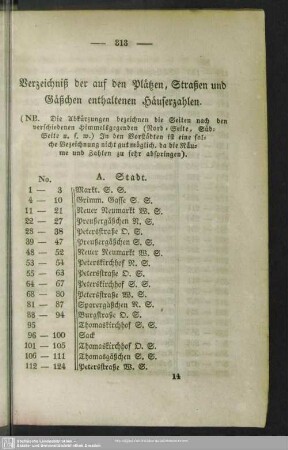 — 313 —
Verzeichniß der auf den Plätzen, Straßen und
Gäßchen enthaltenen Häuserzahlen.
(NB. Die Abkürzungen bezeichnen die Seiten nach den
verschiedenen Himmelsgegenden (Nord-Seite, Süd-
Seite u. s. w.) In den Vorstädten ist eine sol-
che Bezeichnung nicht gut möglich, da die Räu-
me und Zahlen zu sehr abspringen).
A. Stadt.
No.
1 — 3 Markt. S. S.
4 — 10 Grimm. Gasse S. S.
11 — 21 Neuer Neumarkt W. S.
22 — 27 Preußergäßchen N. S.
28 — 38 Petersstraße O. S.
39 — 47 Preußergäßchen S. S.
48 — 52 Neuer Neumarkt W. S.
53 — 54 Peterskirchhof N. S.
55 — 63 Petersstraße O. S.
64 — 67 Peterskirchhof S. S.
68 — 80 Petersstraße W. S.
81 — 87 Sporergäßchen N. S.
88 — 94 Burgstraße O. S.
95 Thomaskirchhof S. S.
96 — 100 Sack
101 — 105 Thomaskirchhof O. S.
106 — 111 Thomasgäßchen S. S.
112 — 124 Petersstraße W. S.
14